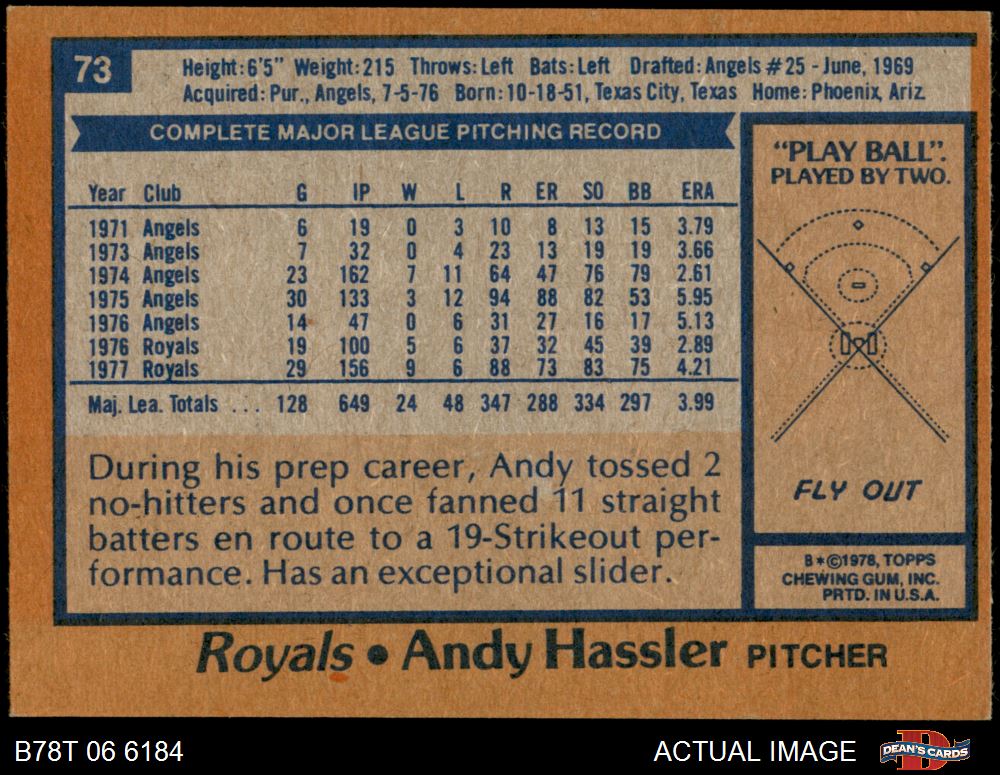 73
Height: 6'5" Weight: 215 Throws: Left Bats: Left Drafted: Angels #25 - June, 1969
Acquired: Pur., Angels, 7-5-76 Born: 10-18-51, Texas City, Texas Home: Phoenix, Ariz.
COMPLETE MAJOR LEAGUE PITCHING RECORD
Year Club G IP W L R ER SO BB ERA
1971 Angels 6 19 0 3 10 8 13 15 3.79
1973 Angels 7 32 0 4 23 13 19 19 3.66
1974 Angels 23 162 7 11 64 47 76 79 2.61
1975 Angels 30 133 3 12 94 88 82 53 5.95
1976 Angels 14 47 0 6 31 27 16 17 5.13
1976 Royals 19 100 5 6 37 32 45 39 2.89
1977 Royals 29 156 9 6 88 73 83 75 4.21
Maj. Lea. Totals ... 128 649 24 48 347 288 334 297 3.99
During his prep career, Andy tossed 2
no-hitters and once fanned 11 straight
batters en route to a 19-Strikeout per-
formance. Has an exceptional slider.
"PLAY BALL".
PLAYED BY TWO.
FLY OUT
B*©1978, TOPPS
CHEWING GUM, INC.
PRTD. IN U.S.A.
Royals • Andy Hassler PITCHER
B78T 06 6184
ACTUAL IMAGE
D
DEAN'S CARDS